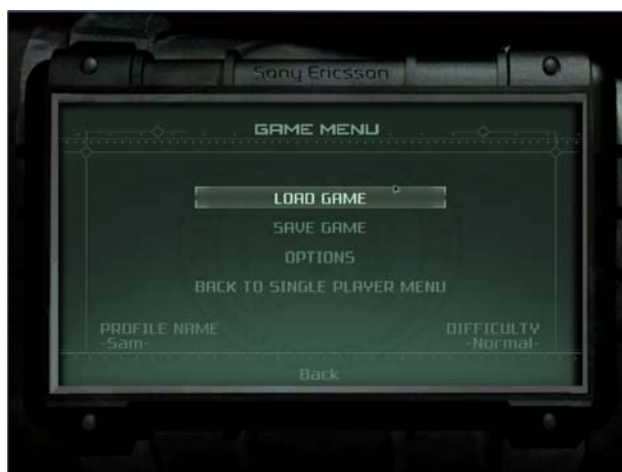 Sony Ericsson
GAME MENU
LOAD GAME
SAVE GAME
OPTIONS
BACK TO SINGLE PLAYER MENU
PROFILE NAME
-Sam-
DIFFICULTY
-Normal-
Back